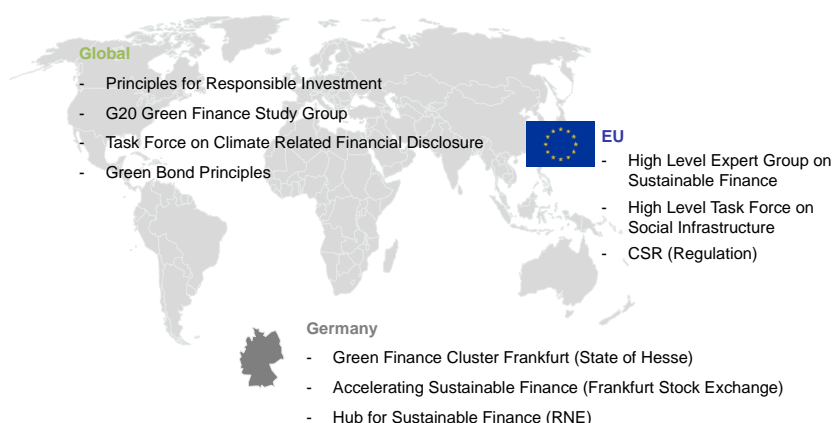 Global
- Principles for Responsible Investment
- G20 Green Finance Study Group
- Task Force on Climate Related Financial Disclosure
- Green Bond Principles
EU
- High Level Expert Group on
Sustainable Finance
- High Level Task Force on
Social Infrastructure
- CSR (Regulation)
Germany
- Green Finance Cluster Frankfurt (State of Hesse)
- Accelerating Sustainable Finance (Frankfurt Stock Exchange)
- Hub for Sustainable Finance (RNE)